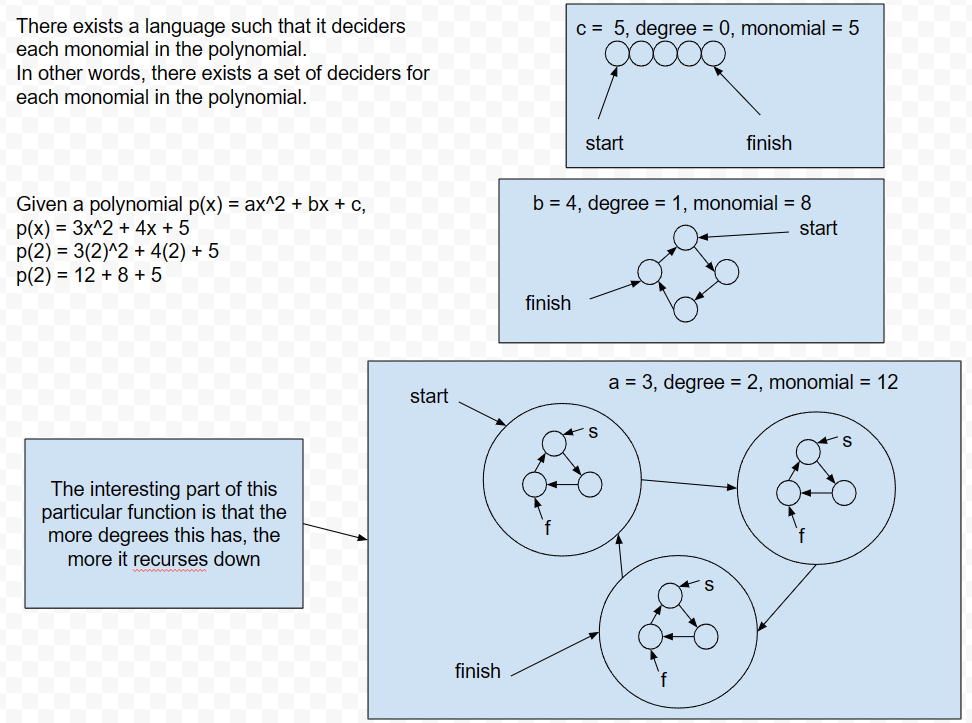 There exists a language such that it deciders
each monomial in the polynomial.
In other words, there exists a set of deciders for
each monomial in the polynomial.
c = 5, degree = 0, monomial = 5
start
finish
Given a polynomial p(x) = ax^2 + bx + c,
p(x) = 3x^2 + 4x + 5
p(2) = 3(2)^2 + 4(2) + 5
p(2) = 12 + 8 + 5
b = 4, degree = 1, monomial = 8
start
finish
a = 3, degree = 2, monomial = 12
start
s
f
s
f
s
f
finish
The interesting part of this
particular function is that the
more degrees this has, the
more it recurses down